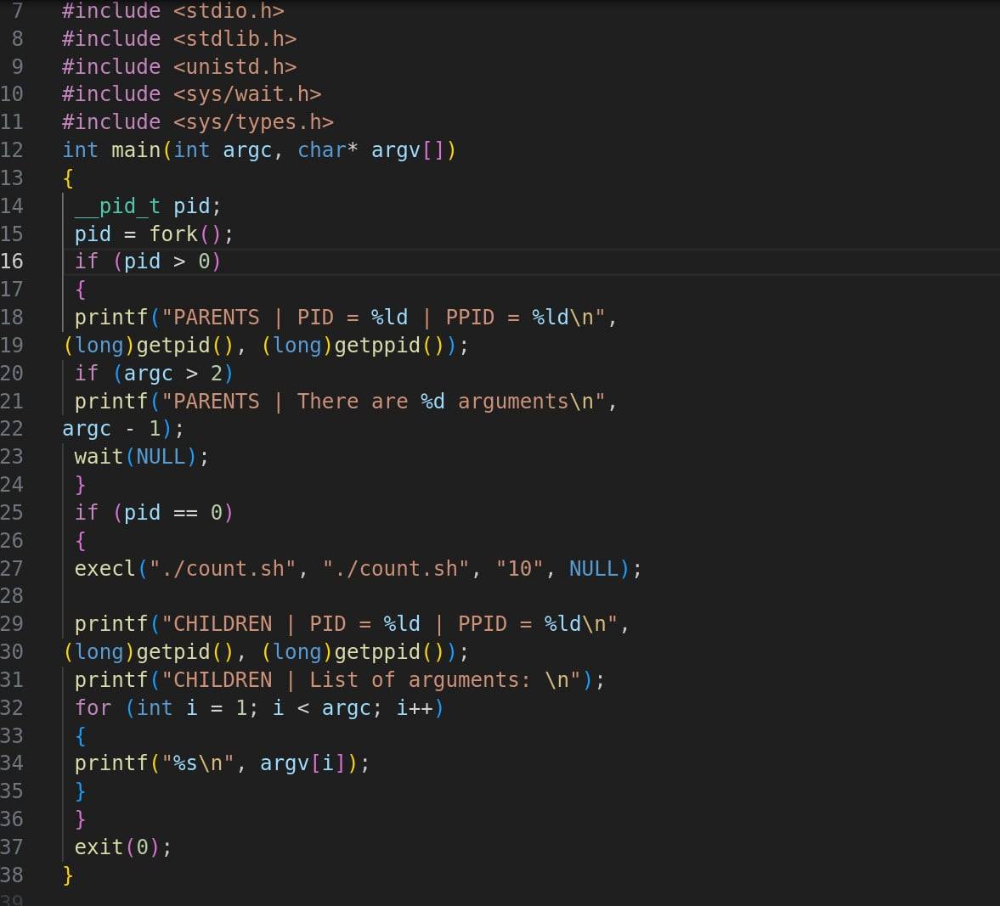 7 #include <stdio.h>
8 #include <stdlib.h>
9 #include <unistd.h>
10 #include <sys/wait.h>
11 #include <sys/types.h>
12 int main(int argc, char* argv[])
13 {
14 __pid_t pid;
15 pid = fork();
16 if (pid > 0)
17 {
18 printf("PARENTS | PID = %ld | PPID = %ld\n",
19 (long)getpid(), (long)getppid());
20 if (argc > 2)
21 printf("PARENTS | There are %d arguments\n",
22 argc - 1);
23 wait(NULL);
24 }
25 if (pid == 0)
26 {
27 execl("./count.sh", "./count.sh", "10", NULL);
28
29 printf("CHILDREN | PID = %ld | PPID = %ld\n",
30 (long)getpid(), (long)getppid());
31 printf("CHILDREN | List of arguments: \n");
32 for (int i = 1; i < argc; i++)
33 {
34 printf("%s\n", argv[i]);
35 }
36 }
37 exit(0);
38 }
39